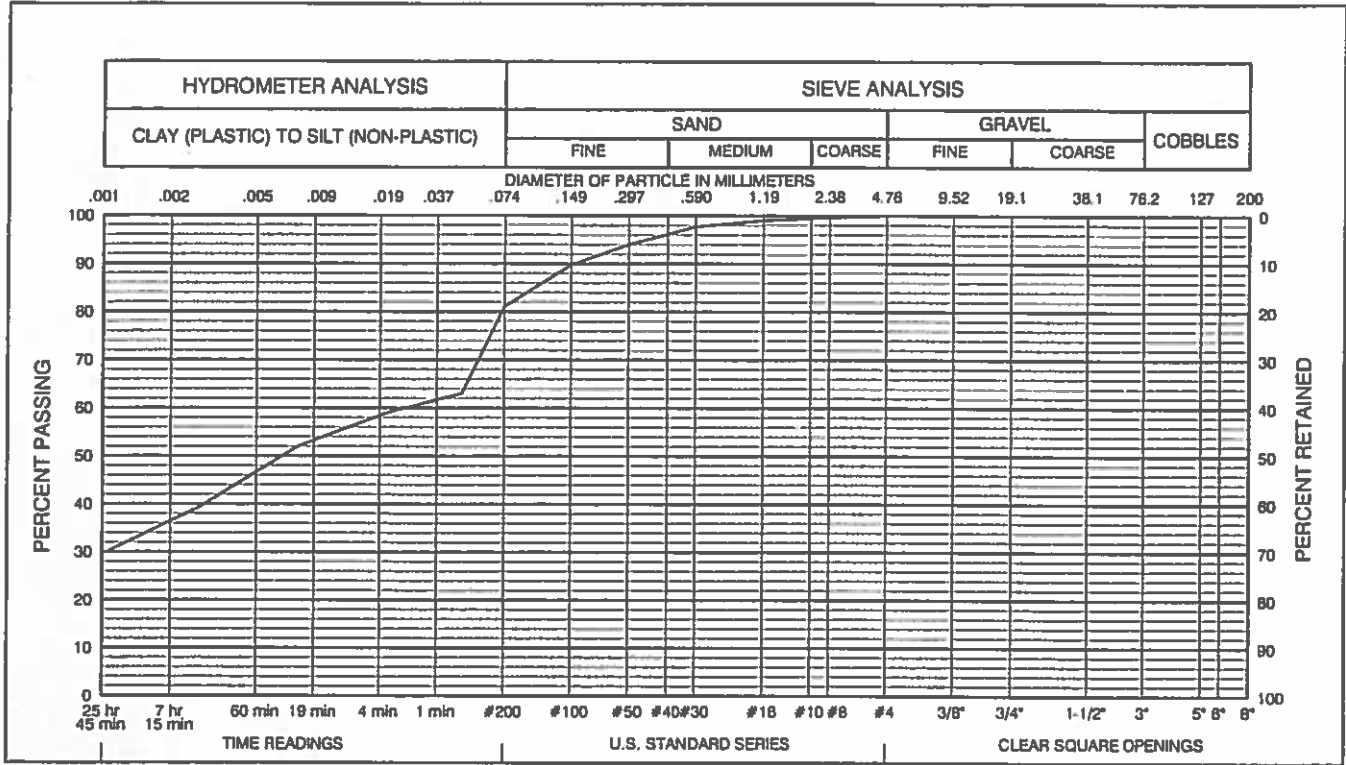 HYDROMETER ANALYSIS SIEVE ANALYSIS
CLAY (PLASTIC) TO SILT (NON-PLASTIC) SAND GRAVEL COBBLES
FINE MEDIUM COARSE FINE COARSE
DIAMETER OF PARTICLE IN MILLIMETERS
.001 .002 .005 .009 .019 .037 .074 .149 .297 .590 1.19 2.38 4.76 9.52 19.1 38.1 76.2 127 200
100 0
90 10
80 20
70 30
60 40
50 50
40 60
30 70
20 80
10 90
0 100
PERCENT PASSING
PERCENT RETAINED
25 hr 7 hr 60 min 19 min 4 min 1 min #200 #100 #50 #40 #30 #16 #10 #8 #4 3/8" 3/4" 1-1/2" 3" 5" 6" 8"
45 min 15 min
TIME READINGS U.S. STANDARD SERIES CLEAR SQUARE OPENINGS